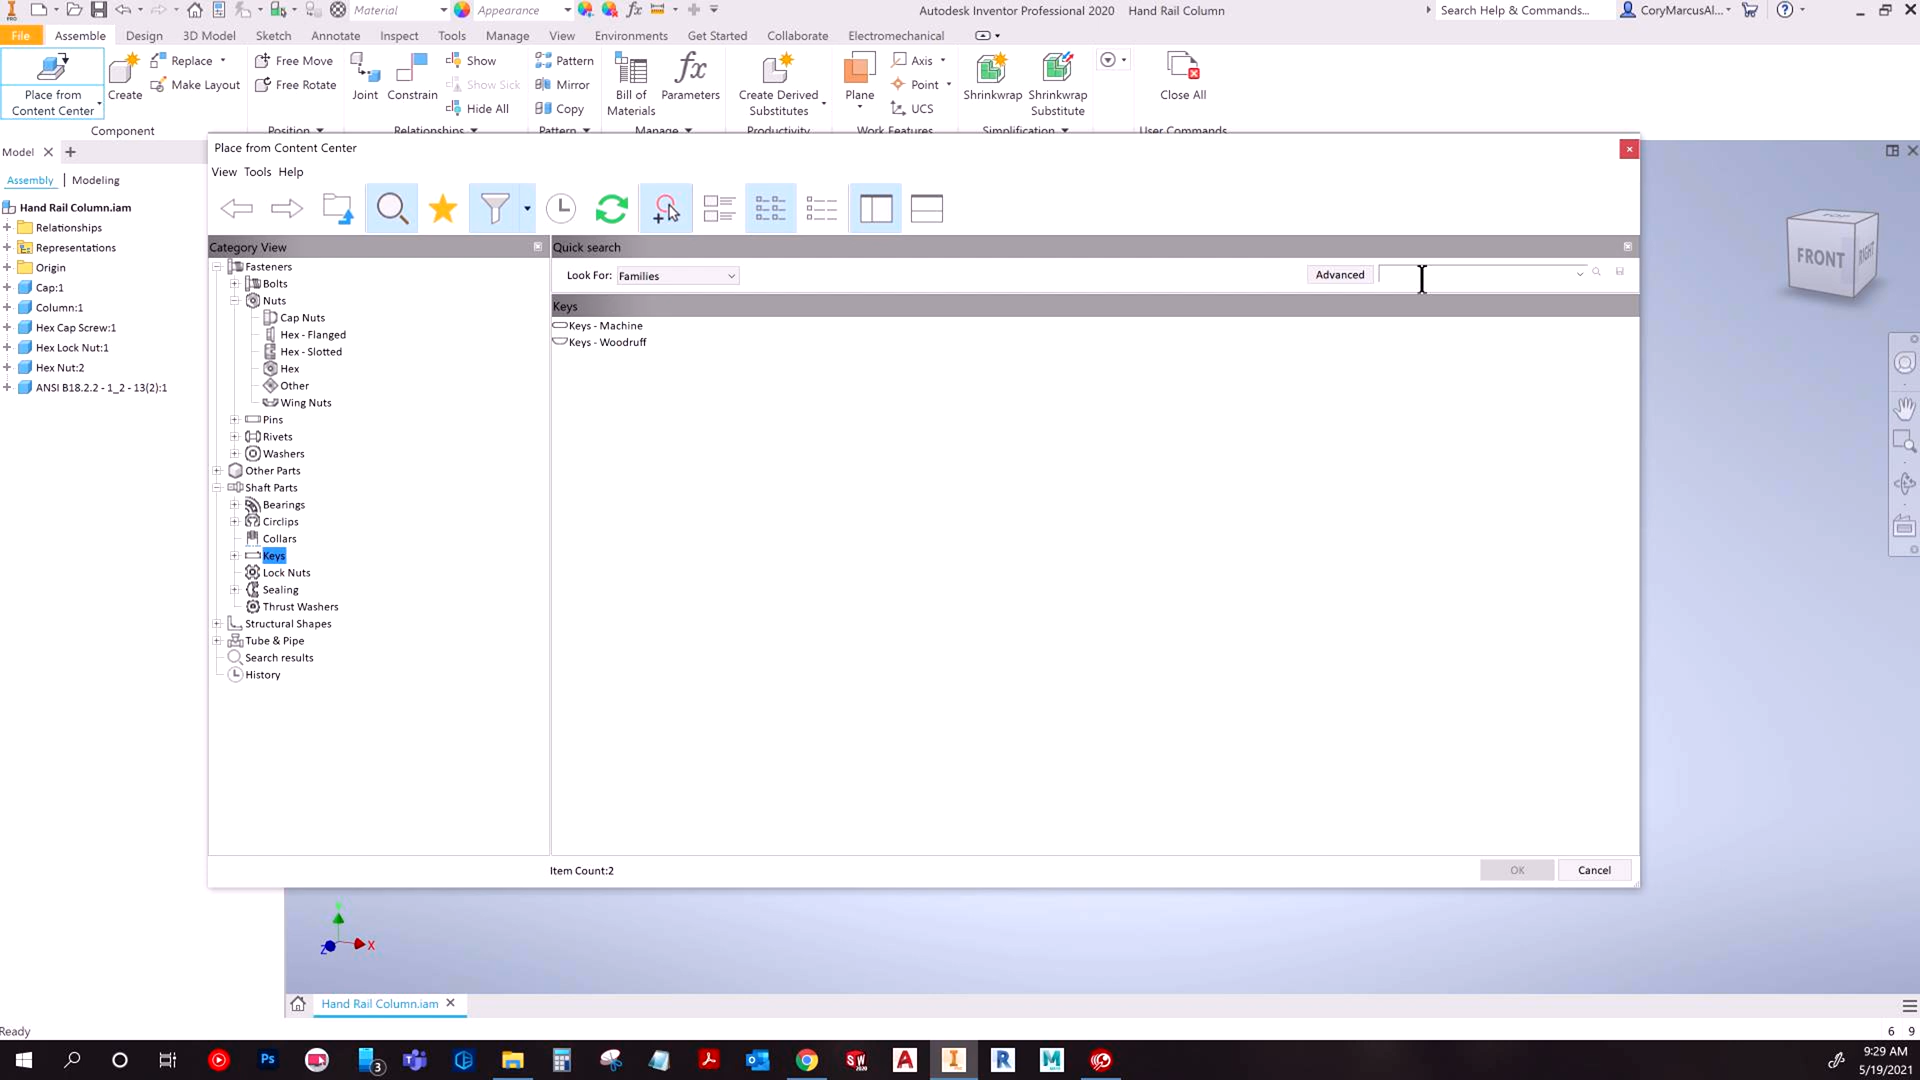 Material
Appearance
Autodesk Inventor Professional 2020 Hand Rail Column
Search Help & Commands...
CoryMarcusAl...
PRO
File Assemble Design 3D Model Sketch Annotate Inspect Tools Manage View Environments Get Started Collaborate Electromechanical
Place from
Content Center
Create
Replace
Make Layout
Free Move
Free Rotate
Joint
Constrain
Show
Show Sick
Hide All
Pattern
Mirror
Copy
Bill of
Materials
Parameters
Create Derived
Substitutes
Plane
Axis
Point
UCS
Shrinkwrap
Shrinkwrap
Substitute
Close All
Component Position Relationships Pattern Manage Productivity Work Features Simplification User Commands
Model
Assembly Modeling
Hand Rail Column.iam
Relationships
Representations
Origin
Cap:1
Column:1
Hex Cap Screw:1
Hex Lock Nut:1
Hex Nut:2
ANSI B18.2.2 - 1_2 - 13(2):1
Place from Content Center
View Tools Help
Category View
Fasteners
Bolts
Nuts
Cap Nuts
Hex - Flanged
Hex - Slotted
Hex
Other
Wing Nuts
Pins
Rivets
Washers
Other Parts
Shaft Parts
Bearings
Circlips
Collars
Keys
Lock Nuts
Sealing
Thrust Washers
Structural Shapes
Tube & Pipe
Search results
History
Quick search
Look For: Families
Advanced
Keys
Keys - Machine
Keys - Woodruff
Item Count:2
OK Cancel
TOP
FRONT
RIGHT
Y
Z
X
Hand Rail Column.iam
Ready
6 9
9:29 AM
5/19/2021